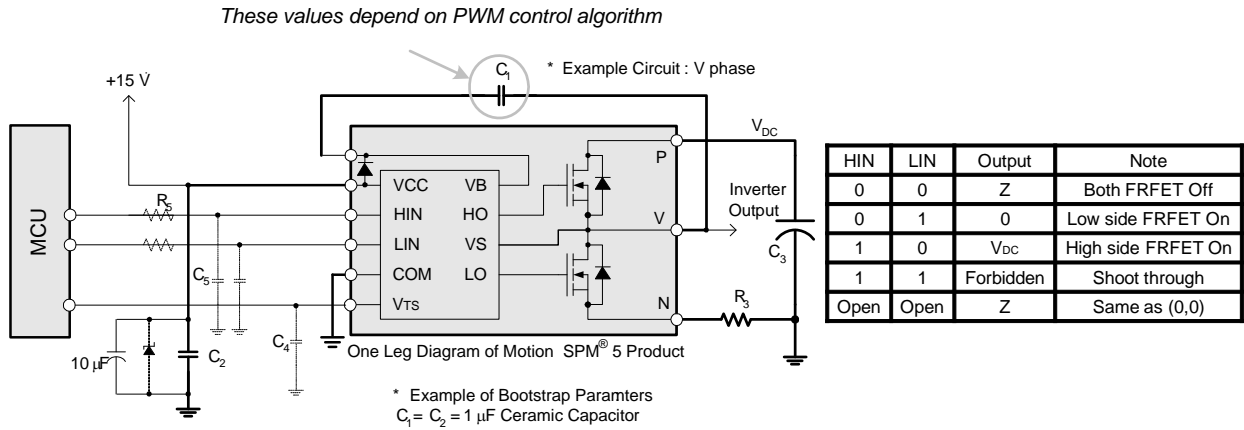 These values depend on PWM control algorithm
C1
* Example Circuit : V phase
+15 V
VDC
P
R5
VCC VB
HIN HO
LIN VS
COM LO
VTS
V
N
MCU
Inverter
Output
C3
C5
R3
C4
10 μF
C2
One Leg Diagram of Motion SPM® 5 Product
* Example of Bootstrap Paramters
C1= C2 = 1 μF Ceramic Capacitor
HIN LIN Output Note
0 0 Z Both FRFET Off
0 1 0 Low side FRFET On
1 0 VDC High side FRFET On
1 1 Forbidden Shoot through
Open Open Z Same as (0,0)